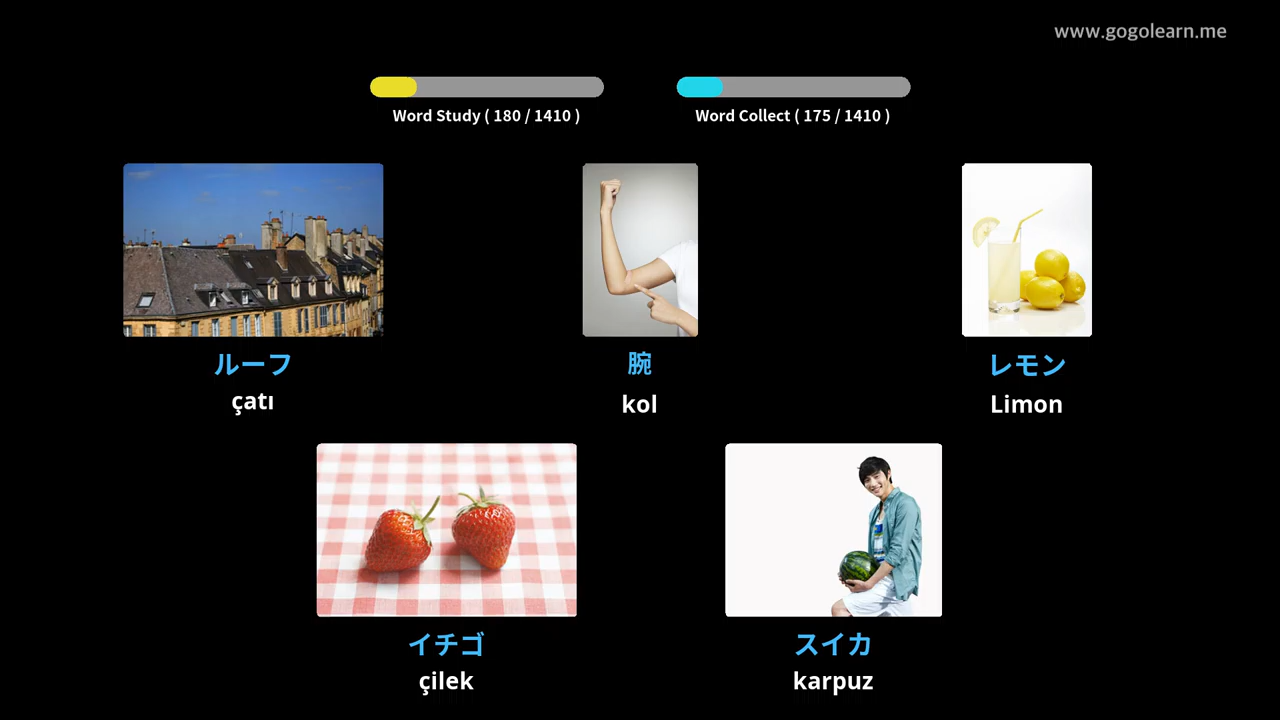 www.gogolearn.me
Word Study ( 180 / 1410 )
Word Collect ( 175 / 1410 )
ルーフ
çatı
腕
kol
レモン
Limon
イチゴ
çilek
スイカ
karpuz